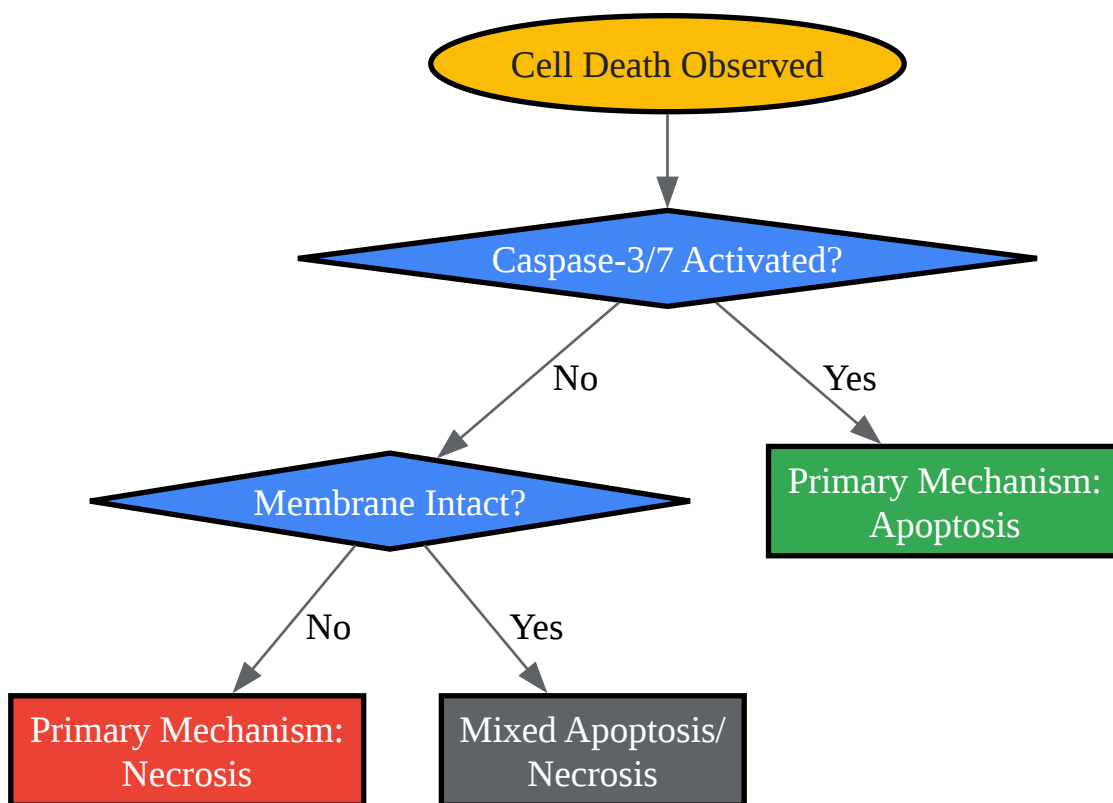 Cell Death Observed
Caspase-3/7 Activated?
No
Yes
Membrane Intact?
Primary Mechanism:
Apoptosis
No
Yes
Primary Mechanism:
Necrosis
Mixed Apoptosis/
Necrosis